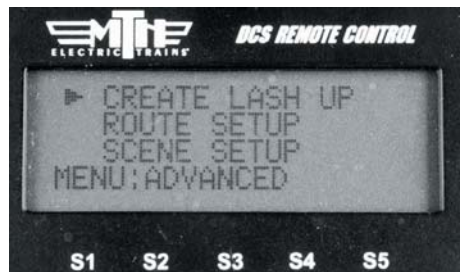 MTH
ELECTRIC TRAINS
DCS REMOTE CONTROL
CREATE LASH UP
ROUTE SETUP
SCENE SETUP
MENU:ADVANCED
S1 S2 S3 S4 S5